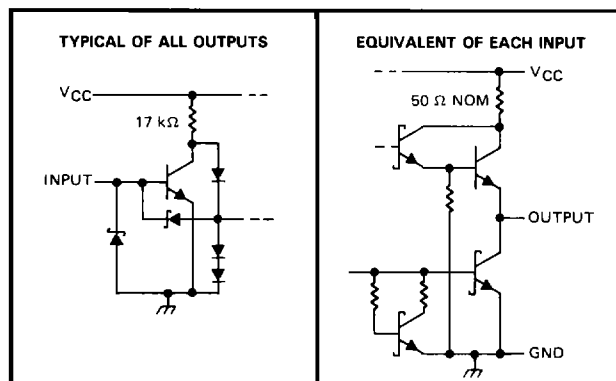 TYPICAL OF ALL OUTPUTS
VCC
17 kΩ
INPUT
EQUIVALENT OF EACH INPUT
VCC
50 Ω NOM
OUTPUT
GND